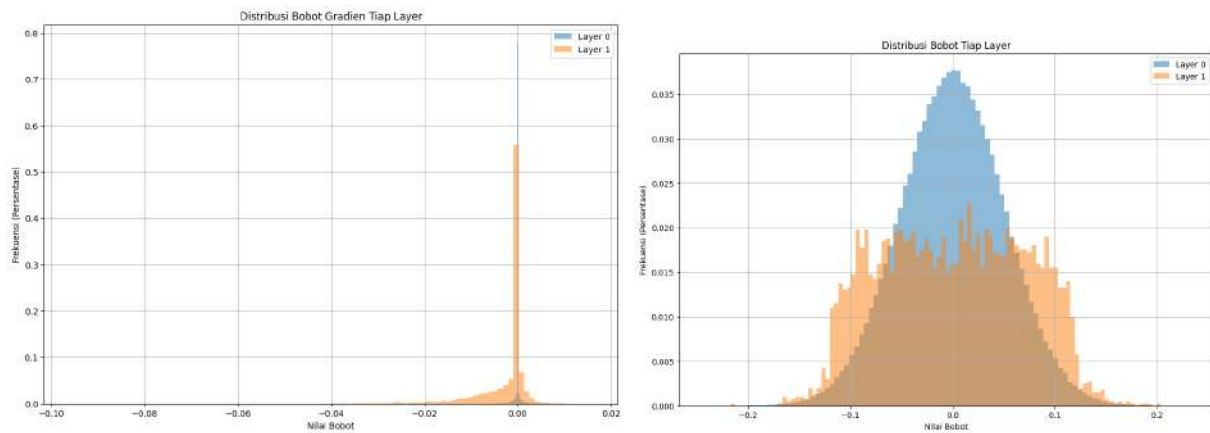 Distribusi Bobot Gradien Tiap Layer
Layer 0
Layer 1
Frekuensi (Persentase)
0.8
0.7
0.6
0.5
0.4
0.3
0.2
0.1
0.0
−0.10
−0.08
−0.06
−0.04
−0.02
0.00
0.02
Nilai Bobot
Distribusi Bobot Tiap Layer
Layer 0
Layer 1
Frekuensi (Persentase)
0.035
0.030
0.025
0.020
0.015
0.010
0.005
0.000
−0.2
−0.1
0.0
0.1
0.2
Nilai Bobot